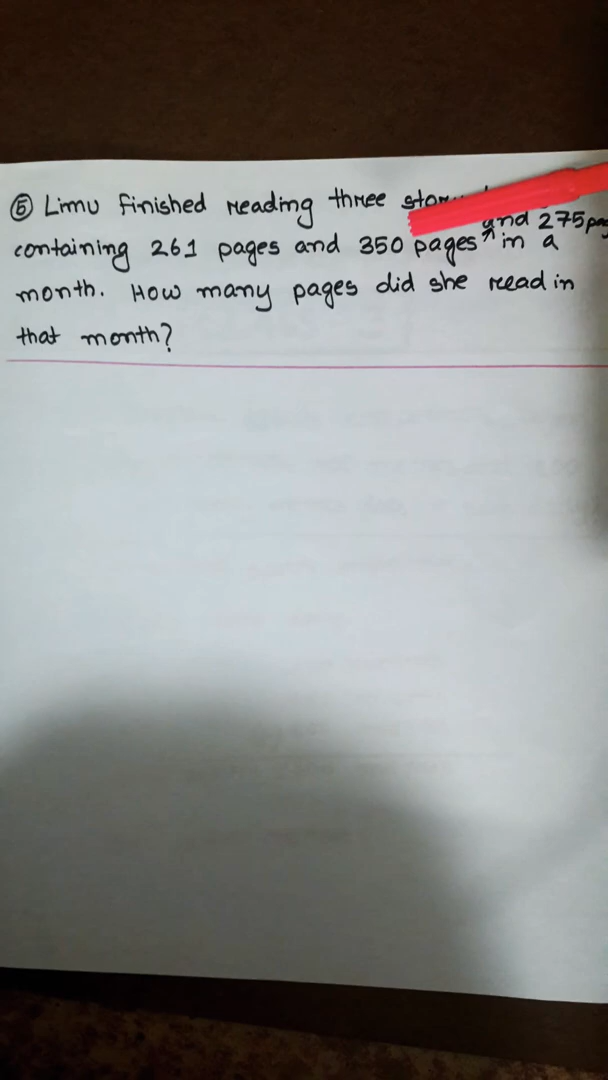 ⑤ Limu finished reading three
and 275
containing 261 pages and 350 pages ^ in a
month. How many pages did she read in
that month?